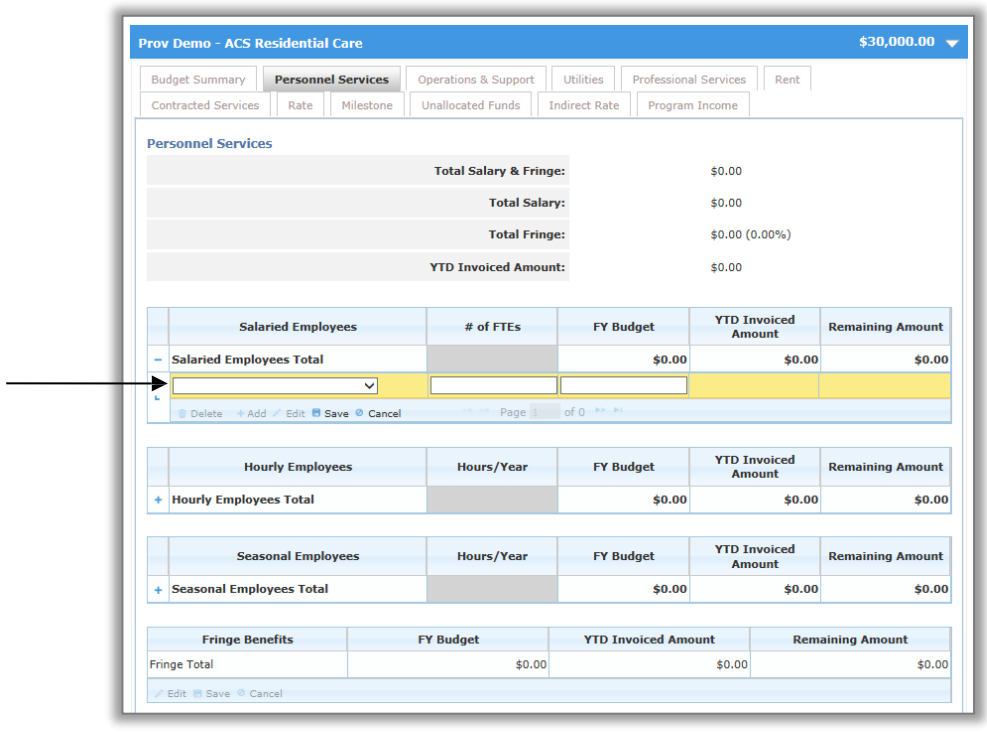 Prov Demo - ACS Residential Care $30,000.00
Budget Summary Personnel Services Operations & Support Utilities Professional Services Rent
Contracted Services Rate Milestone Unallocated Funds Indirect Rate Program Income
Personnel Services
Total Salary & Fringe: $0.00
Total Salary: $0.00
Total Fringe: $0.00 (0.00%)
YTD Invoiced Amount: $0.00
Salaried Employees # of FTEs FY Budget YTD Invoiced Amount Remaining Amount
Salaried Employees Total $0.00 $0.00 $0.00
Delete + Add Edit Save Cancel Page 1 of 0
Hourly Employees Hours/Year FY Budget YTD Invoiced Amount Remaining Amount
+ Hourly Employees Total $0.00 $0.00 $0.00
Seasonal Employees Hours/Year FY Budget YTD Invoiced Amount Remaining Amount
+ Seasonal Employees Total $0.00 $0.00 $0.00
Fringe Benefits FY Budget YTD Invoiced Amount Remaining Amount
Fringe Total $0.00 $0.00 $0.00
Edit Save Cancel